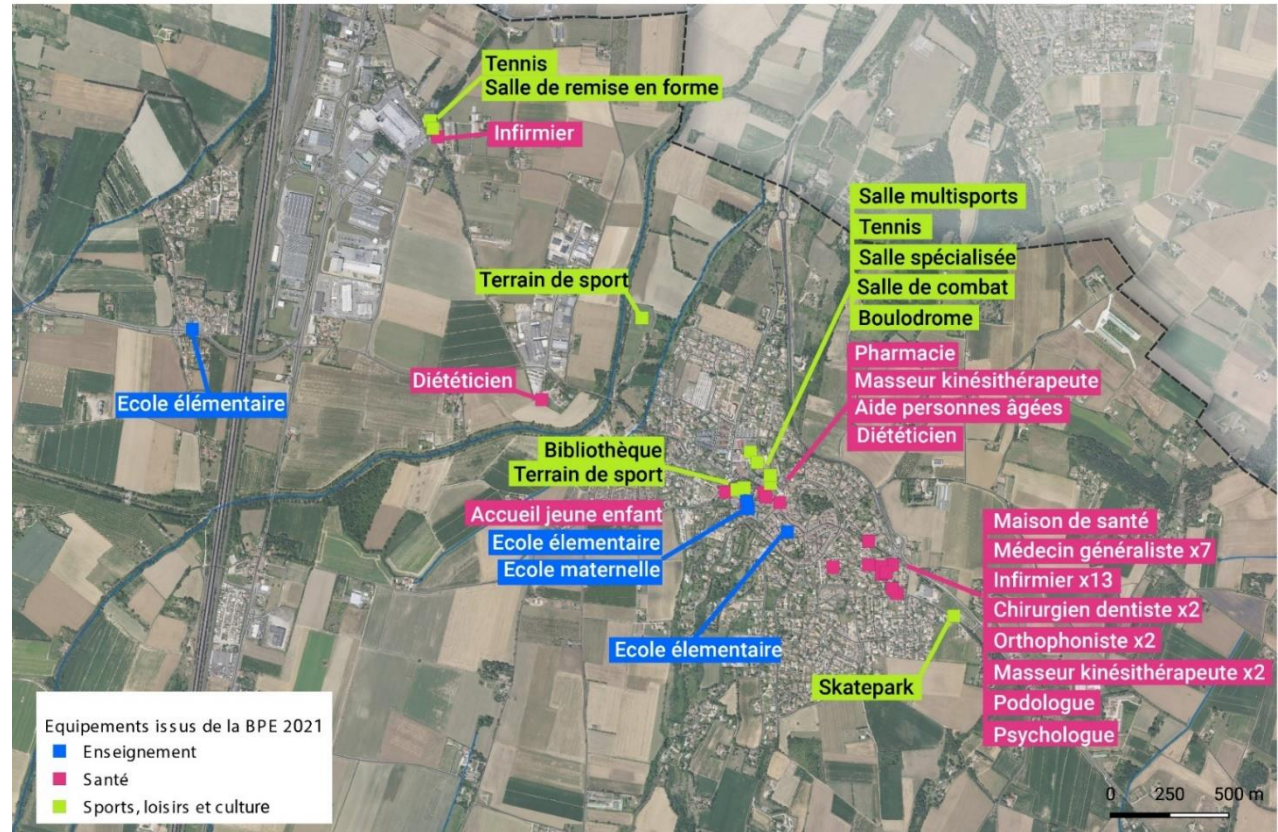 Tennis
Salle de remise en forme
Infirmier
Salle multisports
Tennis
Salle spécialisée
Salle de combat
Boulodrome
Terrain de sport
Pharmacie
Masseur kinésithérapeute
Aide personnes âgées
Diététicien
Diététicien
Ecole élémentaire
Bibliothèque
Terrain de sport
Accueil jeune enfant
Ecole élementaire
Ecole maternelle
Maison de santé
Médecin généraliste x7
Infirmier x13
Chirurgien dentiste x2
Orthophoniste x2
Masseur kinésithérapeute x2
Podologue
Psychologue
Ecole élementaire
Skatepark
Equipements issus de la BPE 2021
Enseignement
Santé
Sports, loisirs et culture
0 250 500 m